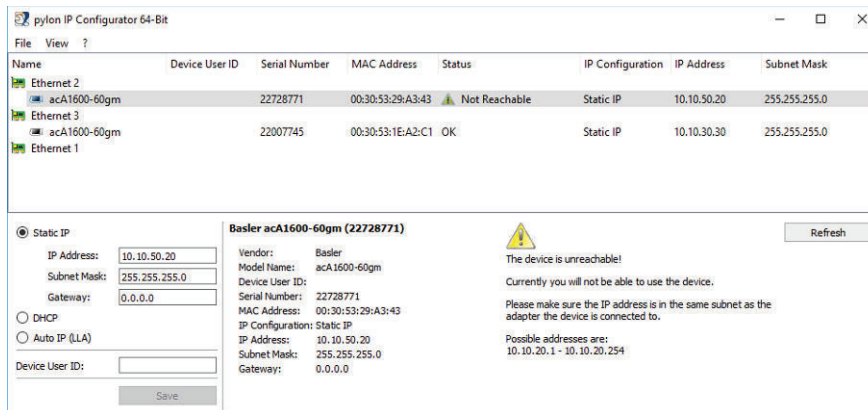 pylon IP Configurator 64-Bit
File View ?
Name Device User ID Serial Number MAC Address Status IP Configuration IP Address Subnet Mask
Ethernet 2
acA1600-60gm 22728771 00:30:53:29:A3:43 Not Reachable Static IP 10.10.50.20 255.255.255.0
Ethernet 3
acA1600-60gm 22007745 00:30:53:1E:A2:C1 OK Static IP 10.10.30.30 255.255.255.0
Ethernet 1
Static IP
IP Address: 10.10.50.20
Subnet Mask: 255.255.255.0
Gateway: 0.0.0.0
DHCP
Auto IP (LLA)
Device User ID:
Save
Basler acA1600-60gm (22728771)
Vendor: Basler
Model Name: acA1600-60gm
Device User ID:
Serial Number: 22728771
MAC Address: 00:30:53:29:A3:43
IP Configuration: Static IP
IP Address: 10.10.50.20
Subnet Mask: 255.255.255.0
Gateway: 0.0.0.0
The device is unreachable!
Currently you will not be able to use the device.
Please make sure the IP address is in the same subnet as the
adapter the device is connected to.
Possible addresses are:
10.10.20.1 - 10.10.20.254
Refresh